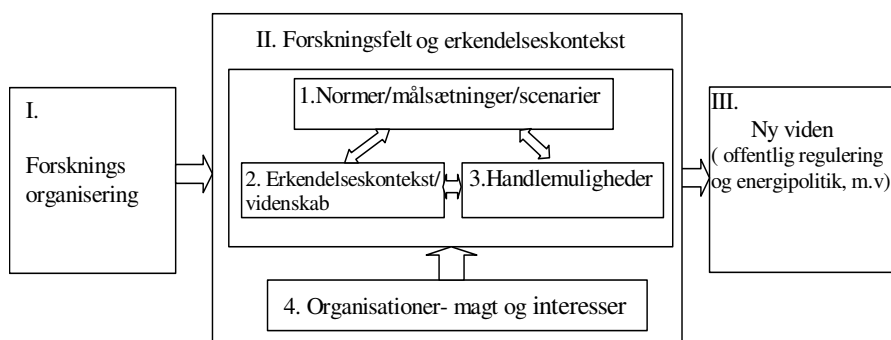 II. Forskningsfelt og erkendelseskontekst
I.
Forsknings
organisering
1.Normer/målsætninger/scenarier
2. Erkendelseskontekst/
videnskab
3.Handlemuligheder
4. Organisationer- magt og interesser
III.
Ny viden
( offentlig regulering
og energipolitik, m.v)